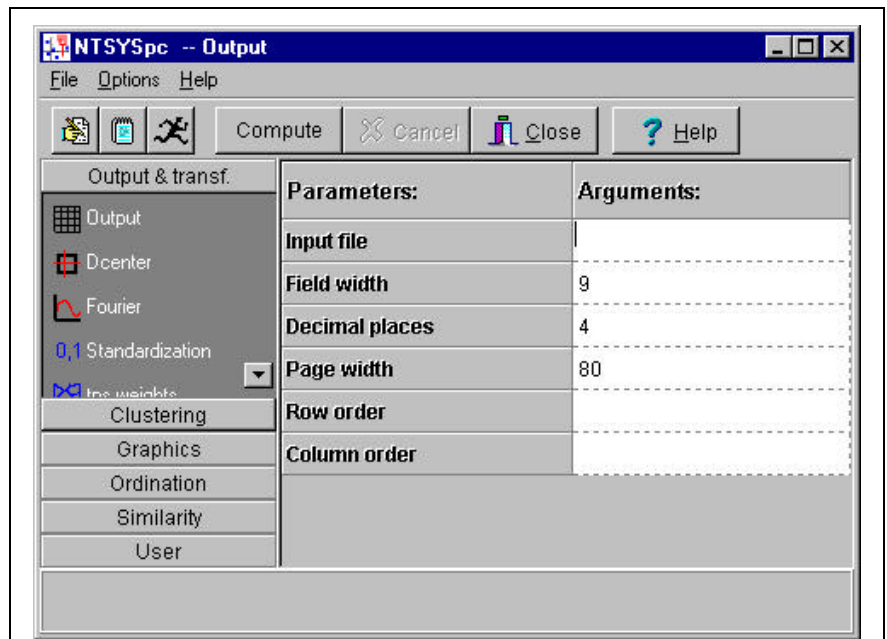 NTSYSpc -- Output
File Options Help
Compute Cancel Close ? Help
Output & transf.
Output
Dcenter
Fourier
0,1 Standardization
tps weights
Clustering
Graphics
Ordination
Similarity
User
Parameters: Arguments:
Input file
Field width 9
Decimal places 4
Page width 80
Row order
Column order